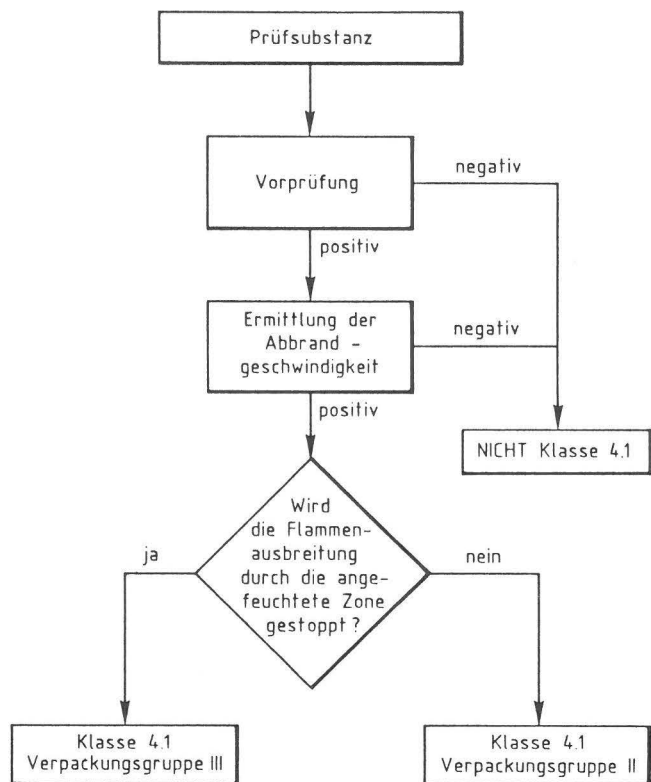 Prüfsubstanz
Vorprüfung
negativ
positiv
Ermittlung der
Abbrand -
geschwindigkeit
negativ
positiv
NICHT Klasse 4.1
Wird
die Flammen-
ausbreitung
durch die ange-
feuchtete Zone
gestoppt ?
ja
nein
Klasse 4.1
Verpackungsgruppe III
Klasse 4.1
Verpackungsgruppe II